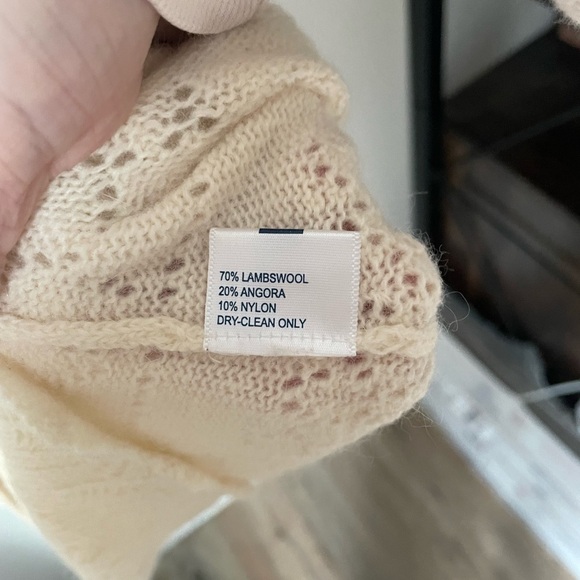 70% LAMBSWOOL
20% ANGORA
10% NYLON
DRY-CLEAN ONLY